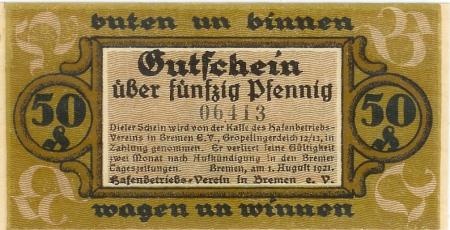 buten un binnen
Gutschein
über fünfzig Pfennig
06413
50 ₰
50 ₰
Dieser Schein wird von der Kasse des Hafenbetriebs-
Vereins in Bremen E.V., Gröpelingerdeich 12/13, in
Zahlung genommen. Er verliert seine Gültigkeit
zwei Monat nach Aufkündigung in den Bremer
Tageszeitungen. Bremen, am 1. August 1921.
Hafenbetriebs-Verein in Bremen e. V.
wagen un winnen